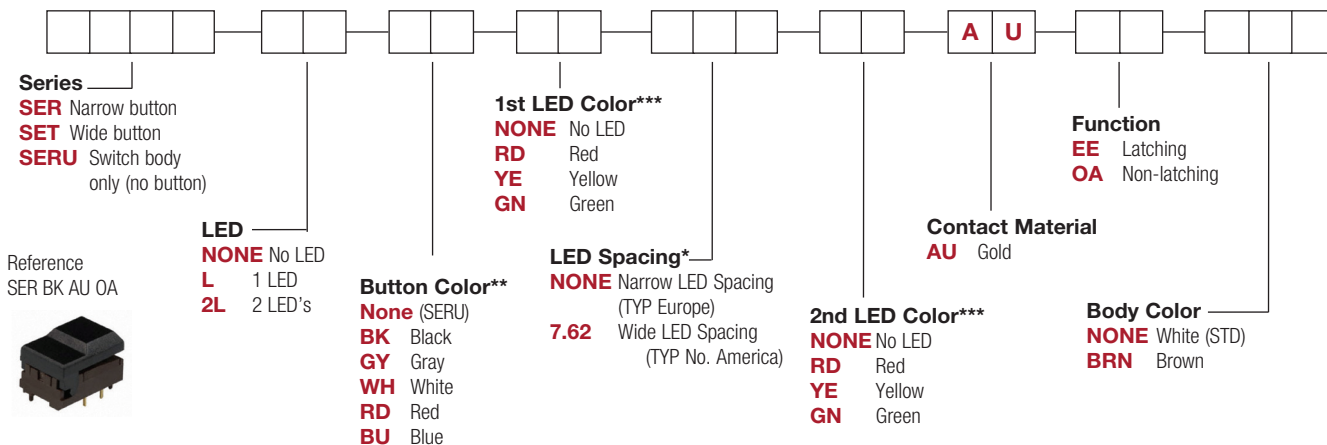 A U
Series
SER Narrow button
SET Wide button
SERU Switch body
only (no button)
LED
NONE No LED
L 1 LED
2L 2 LED's
Reference
SER BK AU OA
Button Color**
None (SERU)
BK Black
GY Gray
WH White
RD Red
BU Blue
1st LED Color***
NONE No LED
RD Red
YE Yellow
GN Green
LED Spacing*
NONE Narrow LED Spacing
(TYP Europe)
7.62 Wide LED Spacing
(TYP No. America)
2nd LED Color***
NONE No LED
RD Red
YE Yellow
GN Green
Contact Material
AU Gold
Function
EE Latching
OA Non-latching
Body Color
NONE White (STD)
BRN Brown